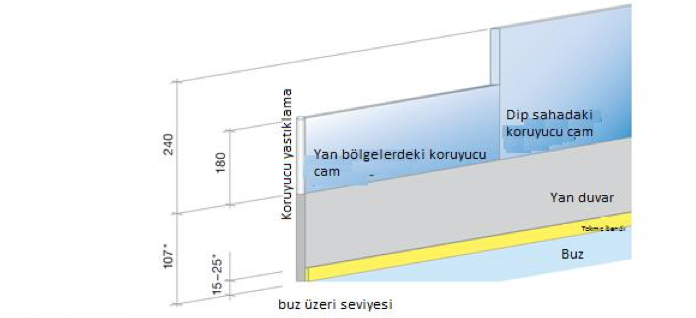 Dip sahadaki
koruyucu cam
240
180
Koruyucu yastıklama
Yan bölgelerdeki koruyucu
cam
Yan duvar
107*
15-25*
Tekme bandı
Buz
buz üzeri seviyesi